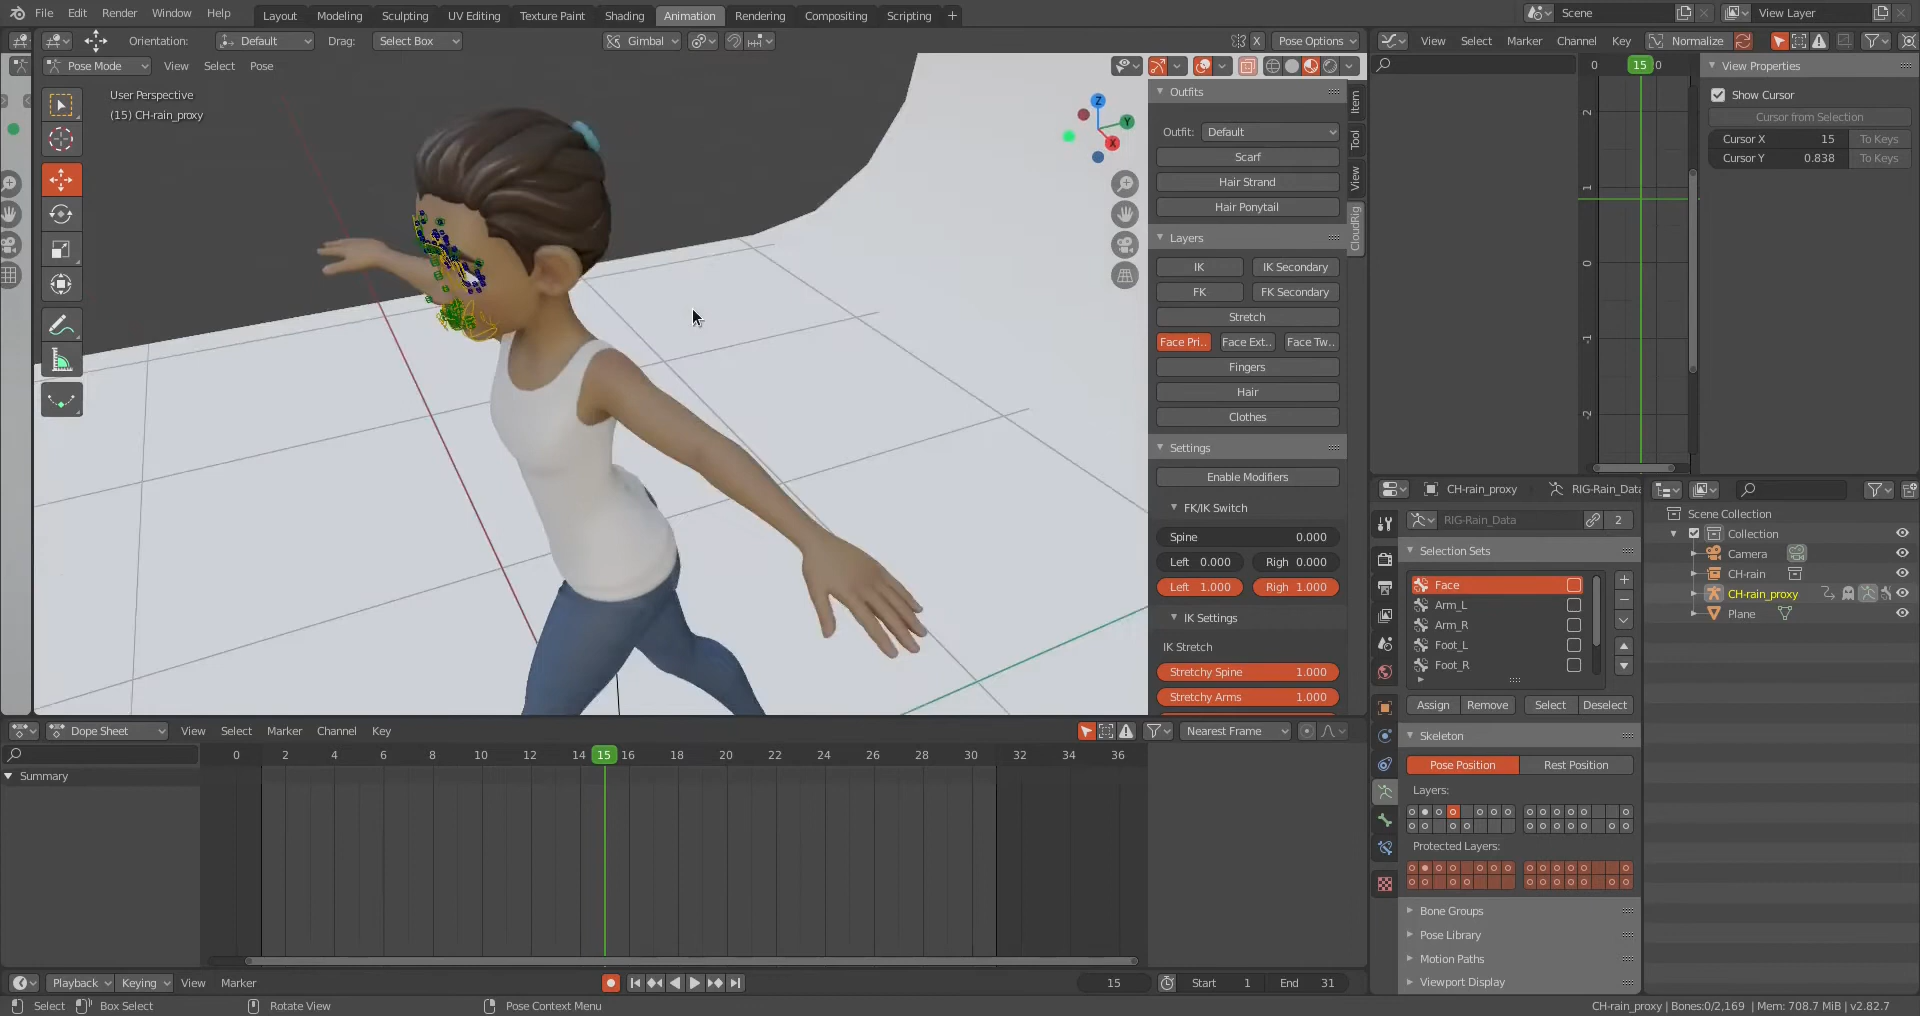 File Edit Render Window Help Layout Modeling Sculpting UV Editing Texture Paint Shading Animation Rendering Compositing Scripting + Scene View Layer
Orientation: Default Drag: Select Box Gimbal X Pose Options View Select Marker Channel Key Normalize
Pose Mode View Select Pose
User Perspective
(15) CH-rain_proxy
Z
Y
X
Outfits
Outfit: Default
Scarf
Hair Strand
Hair Ponytail
Layers
IK IK Secondary
FK FK Secondary
Stretch
Face Pri.. Face Ext.. Face Tw..
Fingers
Hair
Clothes
Settings
Enable Modifiers
FK/IK Switch
Spine 0.000
Left 0.000 Righ 0.000
Left 1.000 Righ 1.000
IK Settings
IK Stretch
Stretchy Spine 1.000
Stretchy Arms 1.000
Item
Tool
View
CloudRig
0 15 0
2
1
0
-1
-2
View Properties
Show Cursor
Cursor from Selection
Cursor X 15 To Keys
Cursor Y 0.838 To Keys
CH-rain_proxy RIG-Rain_Data
RIG-Rain_Data 2
Selection Sets
Face
Arm_L
Arm_R
Foot_L
Foot_R
Assign Remove Select Deselect
Skeleton
Pose Position Rest Position
Layers:
Protected Layers:
Bone Groups
Pose Library
Motion Paths
Viewport Display
Scene Collection
Collection
Camera
CH-rain
CH-rain_proxy
Plane
Dope Sheet View Select Marker Channel Key Nearest Frame
0 2 4 6 8 10 12 14 15 16 18 20 22 24 26 28 30 32 34 36
Summary
Playback Keying View Marker 15 Start 1 End 31
Select Box Select Rotate View Pose Context Menu CH-rain_proxy | Bones:0/2,169 | Mem: 708.7 MiB | v2.82.7